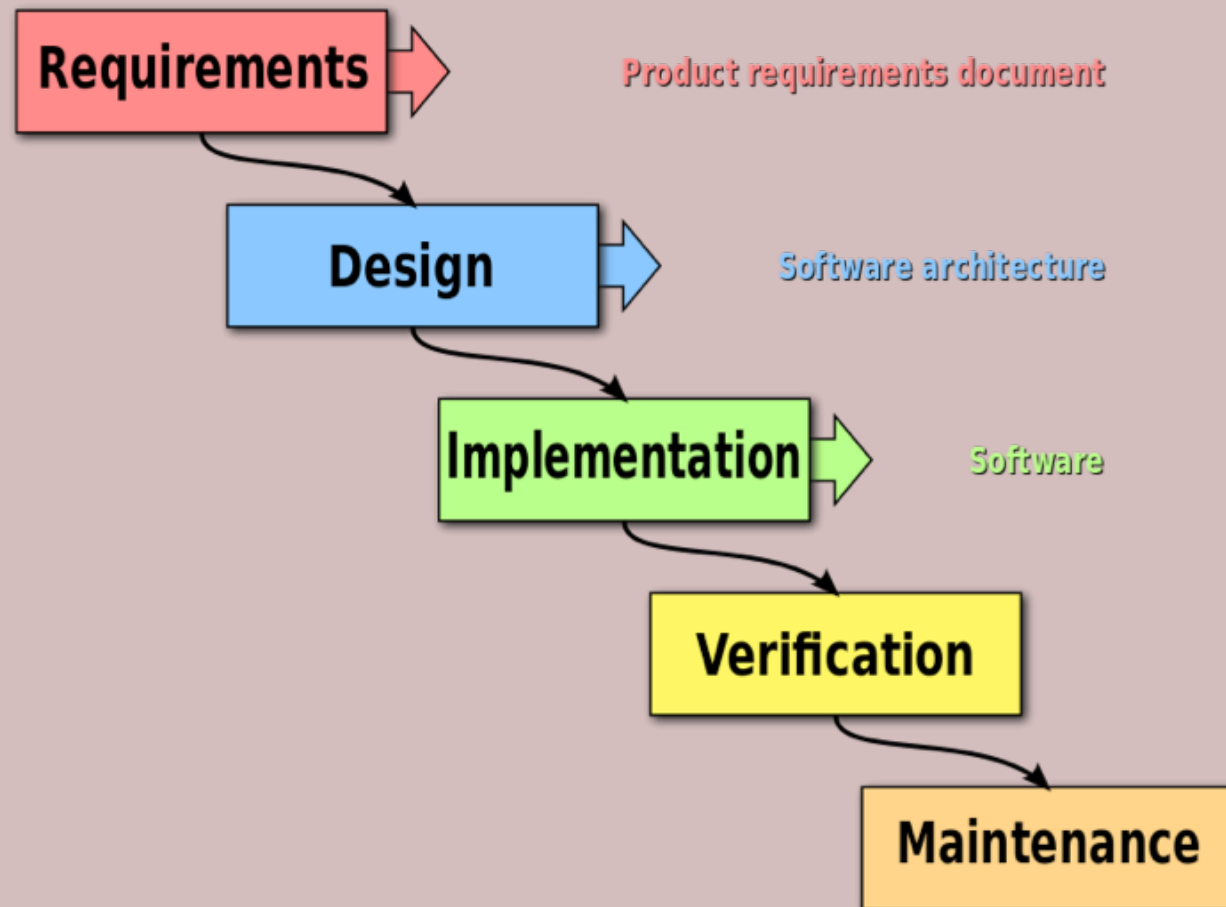 Requirements
Product requirements document
Design
Software architecture
Implementation
Software
Verification
Maintenance